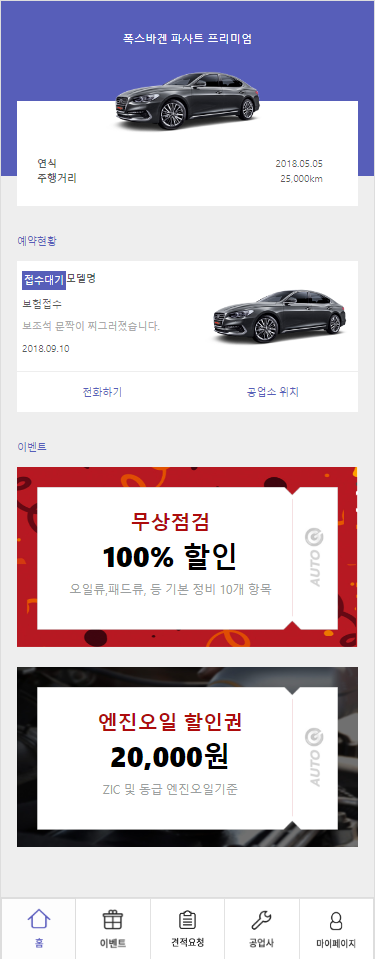 폭스바겐 파사트 프리미엄
연식 2018.05.05
주행거리 25,000km
예약현황
접수대기 모델명
보험접수
보조석 문짝이 찌그러졌습니다.
2018.09.10
전화하기 공업소 위치
이벤트
무상점검
100% 할인
오일류,패드류, 등 기본 정비 10개 항목
AUTO
엔진오일 할인권
20,000원
ZIC 및 동급 엔진오일기준
AUTO
홈 이벤트 견적요청 공업사 마이페이지